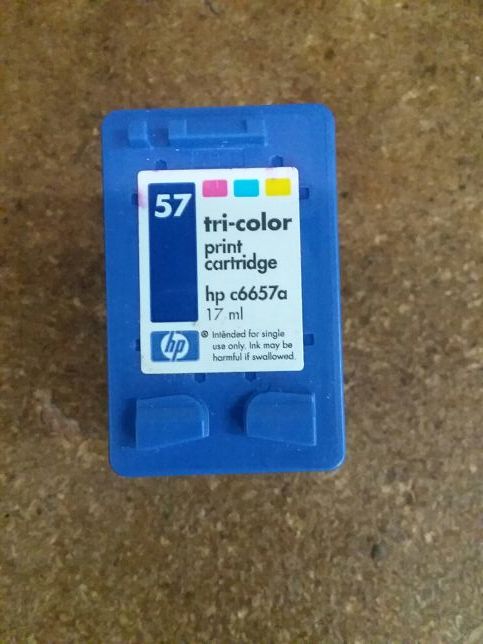 57
tri-color
print
cartridge
hp c6657a
17 ml
hp
® Intended for single
use only. Ink may be
harmful if swallowed.